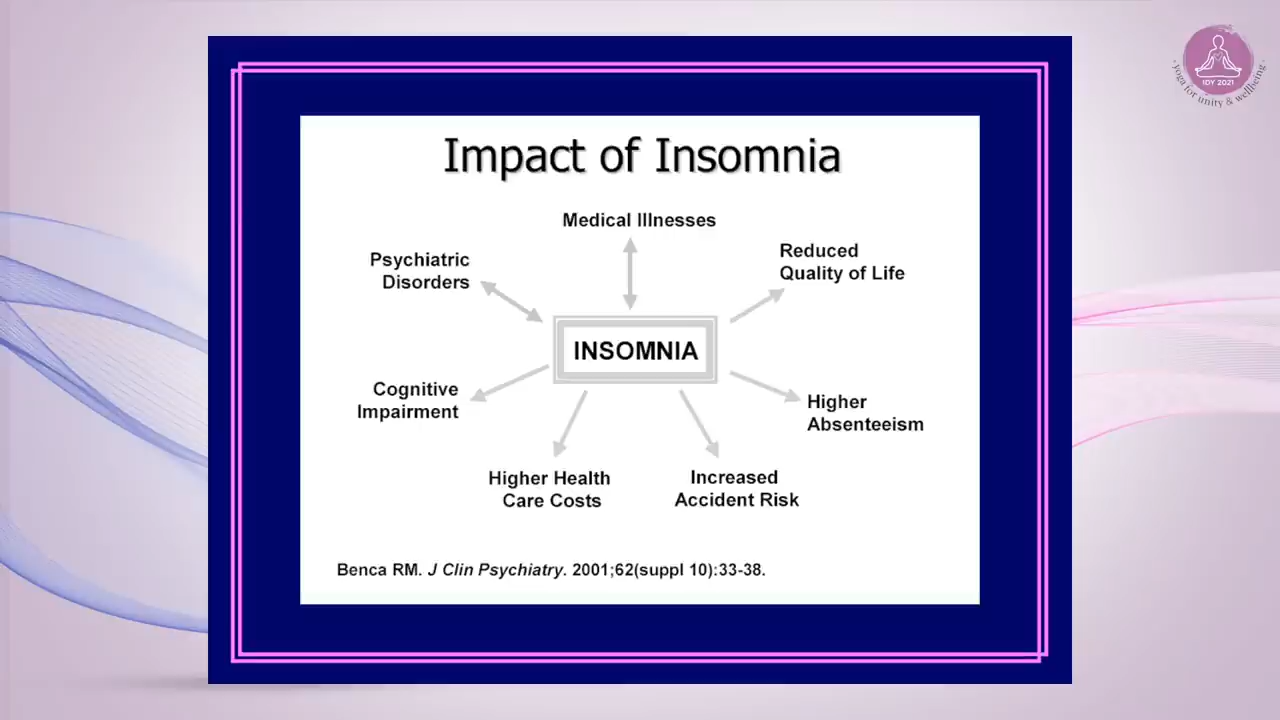 IDY 2021
· yoga for unity & wellbeing ·
Impact of Insomnia
Medical Illnesses
Psychiatric
Disorders
Reduced
Quality of Life
INSOMNIA
Cognitive
Impairment
Higher
Absenteeism
Higher Health
Care Costs
Increased
Accident Risk
Benca RM. J Clin Psychiatry. 2001;62(suppl 10):33-38.